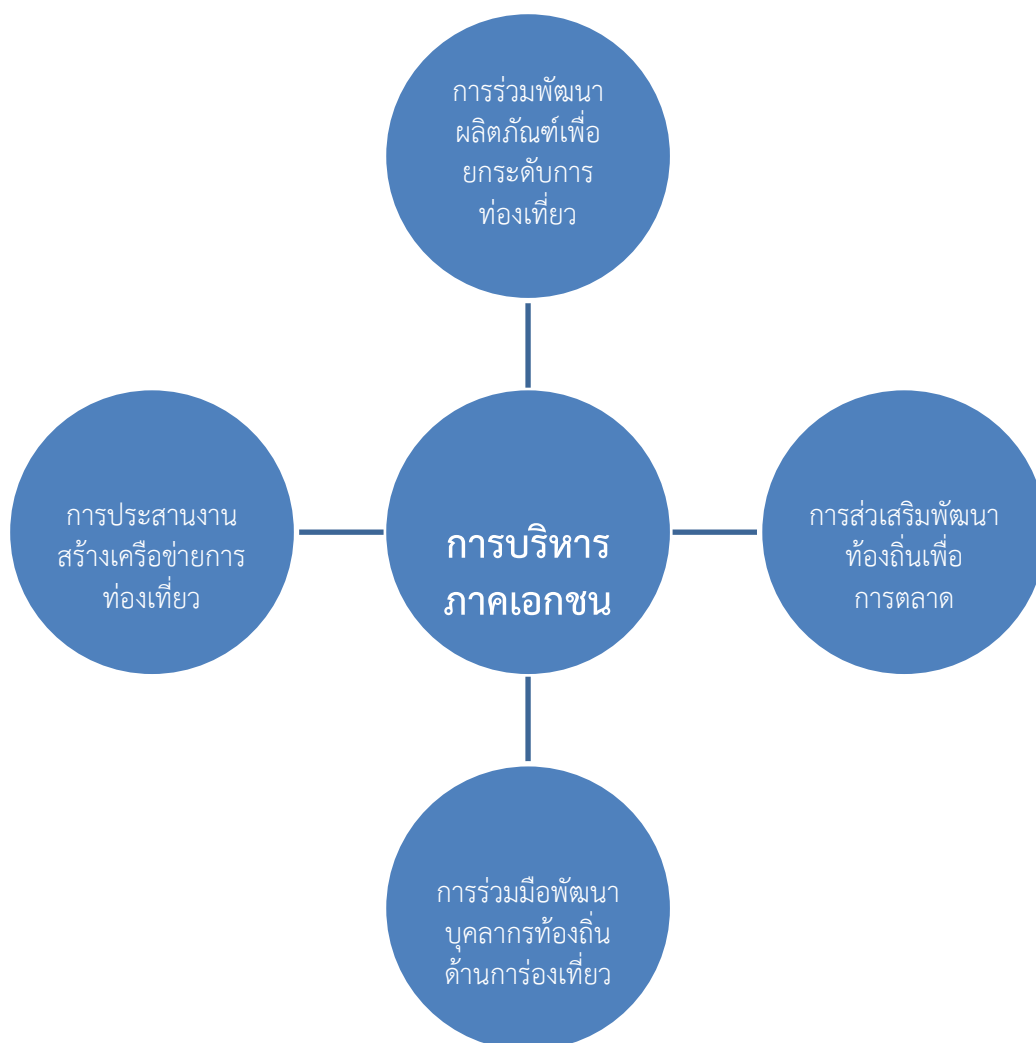 การร่วมพัฒนา
ผลิตภัณฑ์เพื่อ
ยกระดับการ
ท่องเที่ยว
การประสานงาน
สร้างเครือข่ายการ
ท่องเที่ยว
การบริหาร
ภาคเอกชน
การส่วเสริมพัฒนา
ท้องถิ่นเพื่อ
การตลาด
การร่วมมือพัฒนา
บุคลากรท้องถิ่น
ด้านการ่องเที่ยว